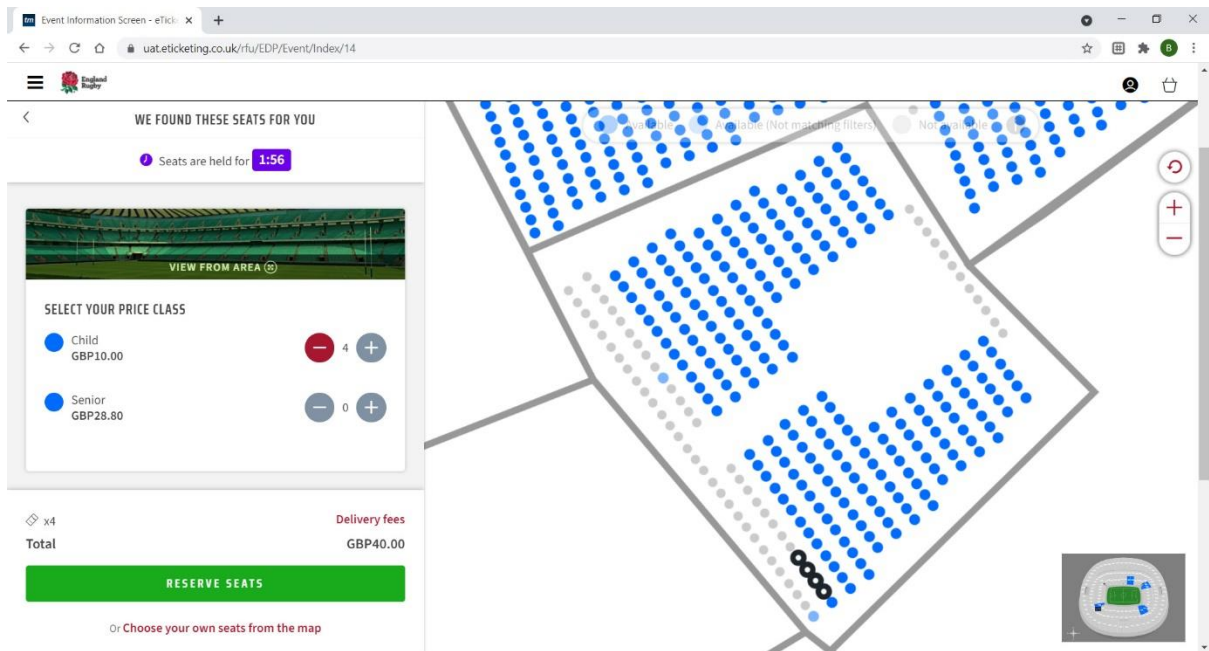 Event Information Screen - eTick
uat.eticketing.co.uk/rfu/EDP/Event/Index/14
B
England
Rugby
WE FOUND THESE SEATS FOR YOU
Seats are held for 1:56
Available
Available (Not matching filters)
Not available
VIEW FROM AREA
SELECT YOUR PRICE CLASS
Child
GBP10.00
4
Senior
GBP28.80
0
x4
Delivery fees
Total
GBP40.00
RESERVE SEATS
Or Choose your own seats from the map